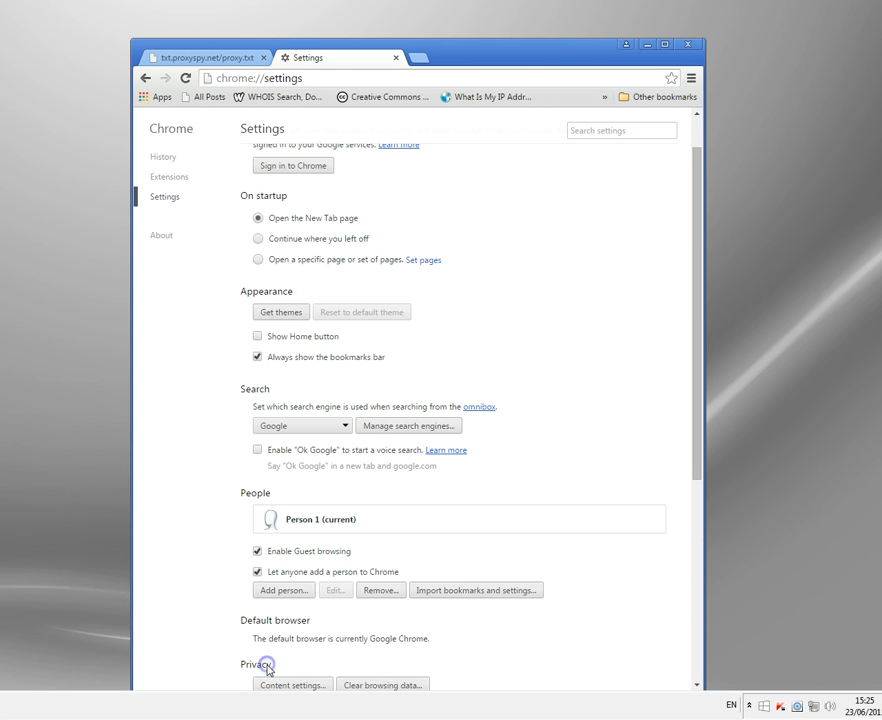 txt.proxyspy.net/proxy.txt
Settings
chrome://settings
Apps
All Posts
WHOIS Search, Do...
Creative Commons ...
What Is My IP Addr...
»
Other bookmarks
Chrome
Settings
Search settings
History
Extensions
Settings
About
signed in to your Google services. Learn more
Sign in to Chrome
On startup
Open the New Tab page
Continue where you left off
Open a specific page or set of pages. Set pages
Appearance
Get themes
Reset to default theme
Show Home button
Always show the bookmarks bar
Search
Set which search engine is used when searching from the omnibox.
Google
Manage search engines...
Enable "Ok Google" to start a voice search. Learn more
Say "Ok Google" in a new tab and google.com
People
Person 1 (current)
Enable Guest browsing
Let anyone add a person to Chrome
Add person...
Edit...
Remove...
Import bookmarks and settings...
Default browser
The default browser is currently Google Chrome.
Privacy
Content settings...
Clear browsing data...
EN
15:25
23/06/201